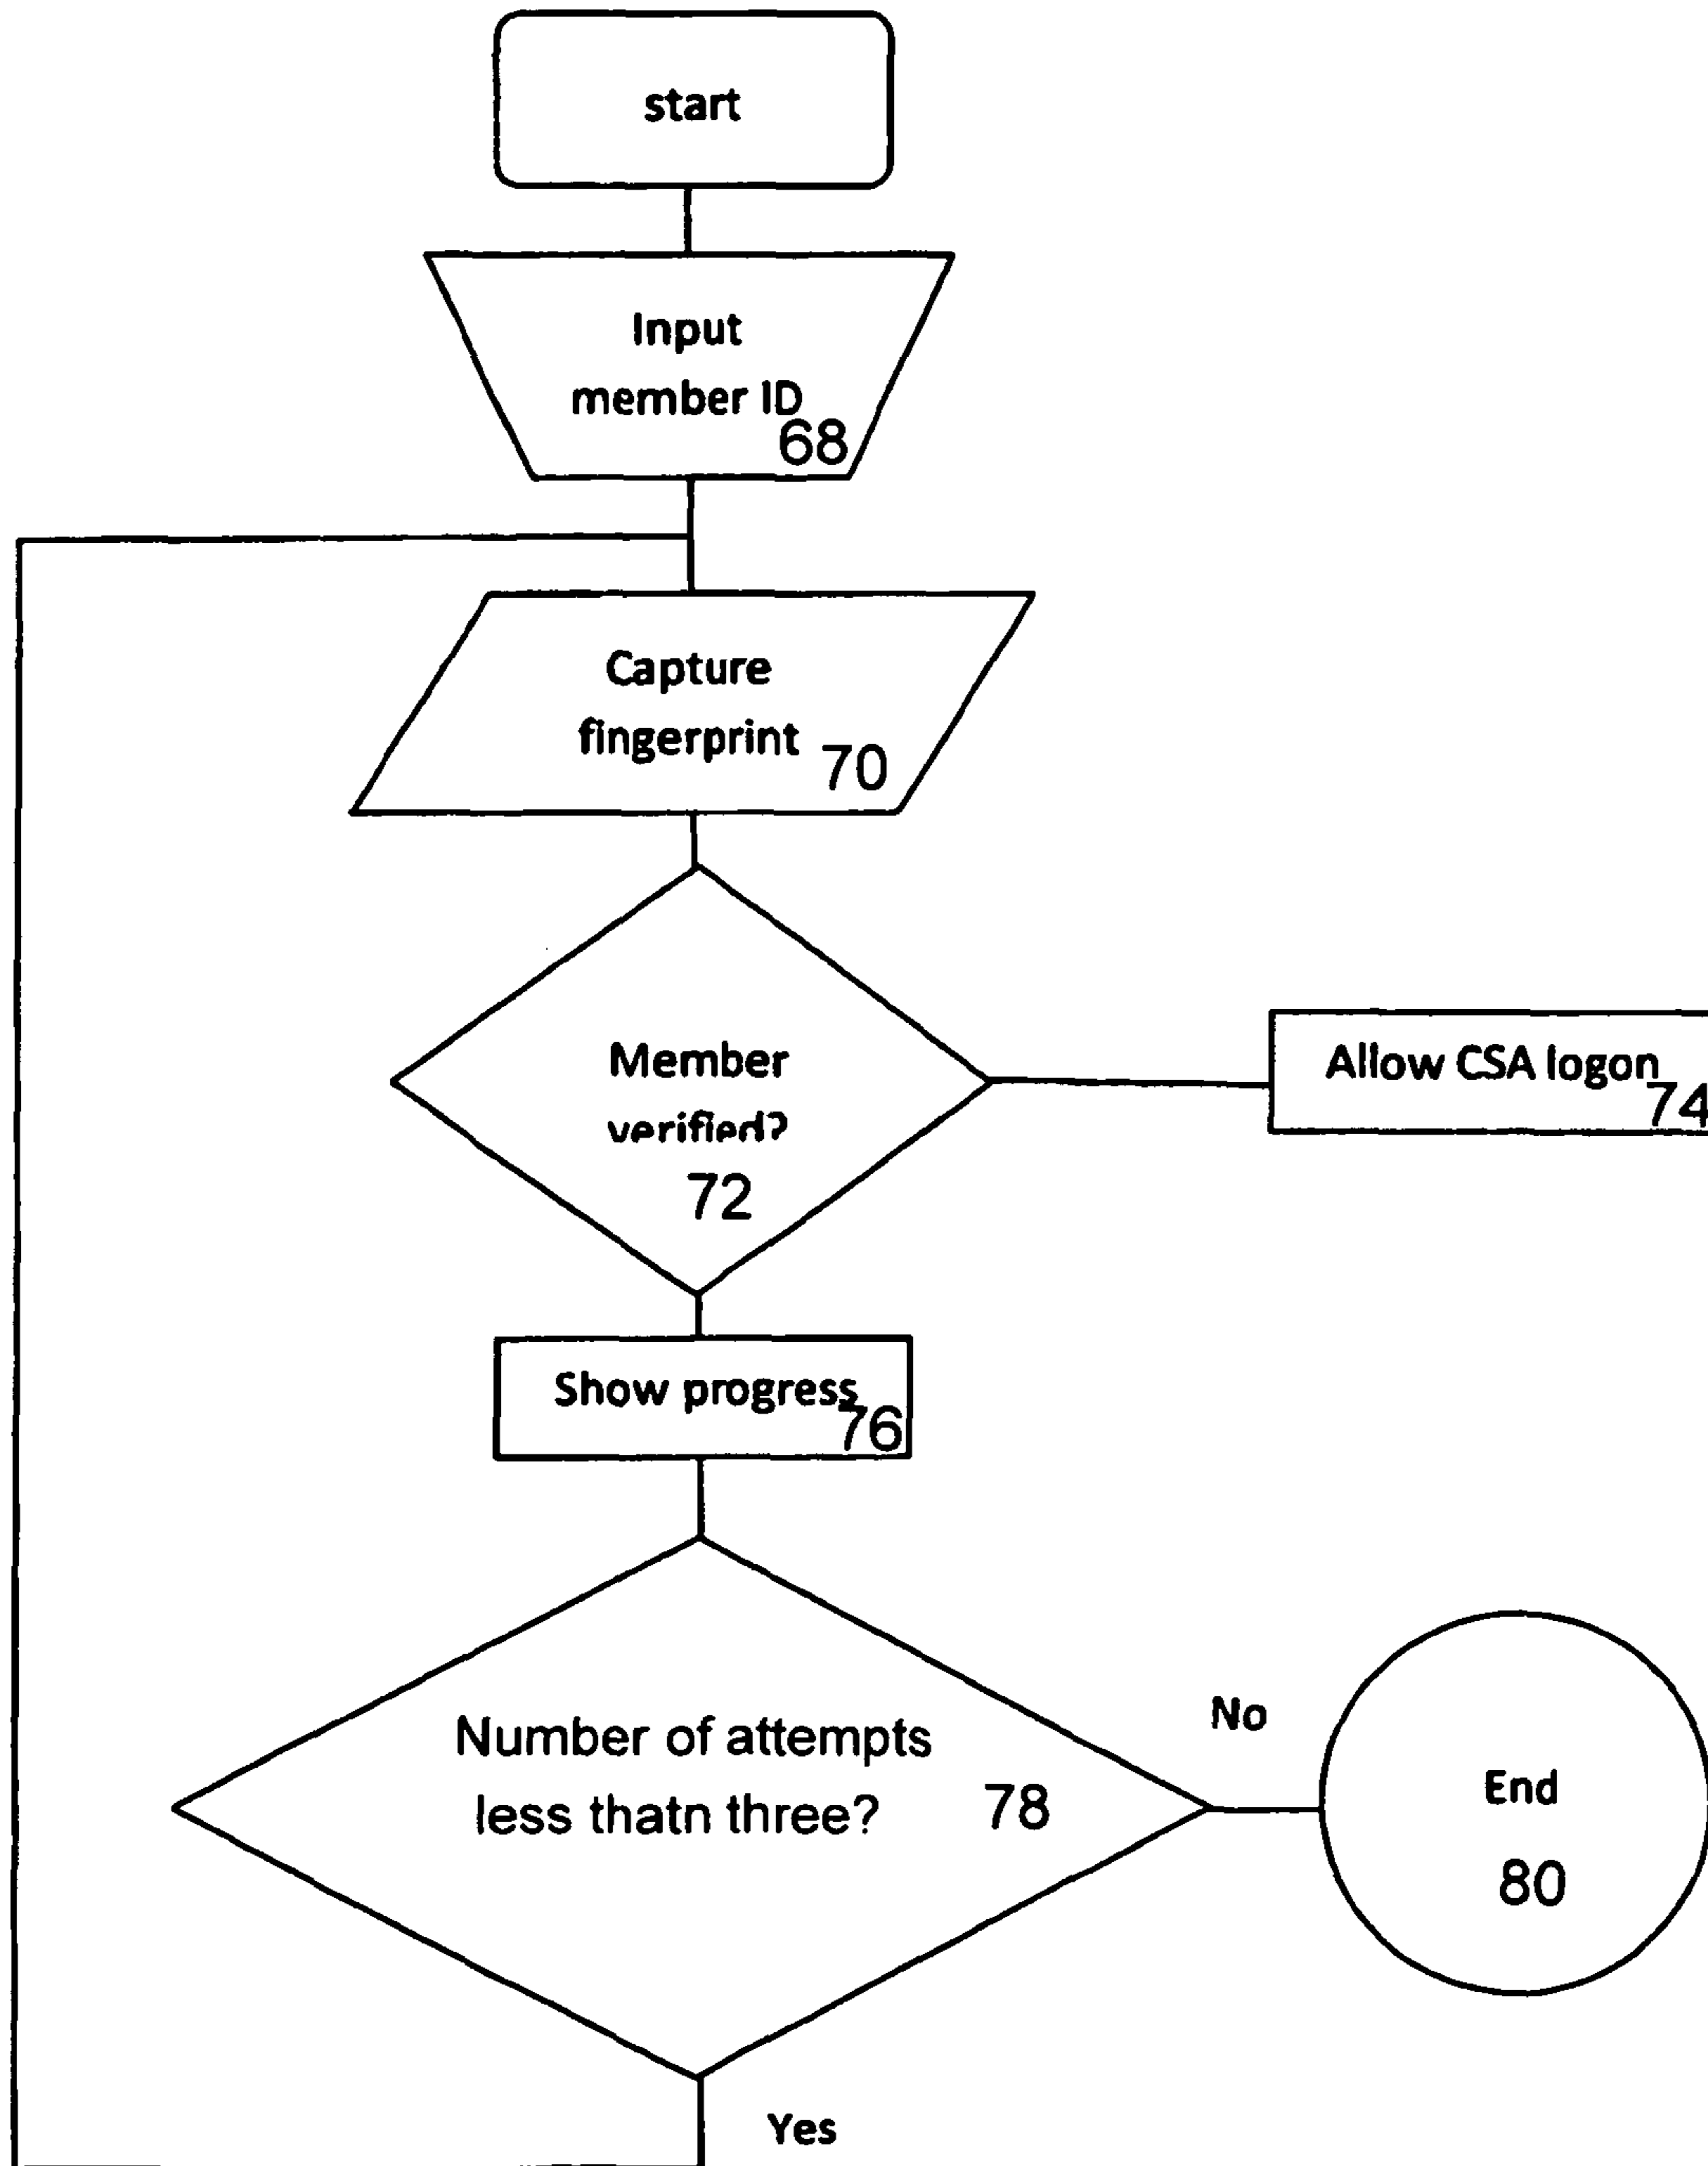 start
Input
member ID
68
Capture
fingerprint 70
Member
verified?
72
Allow CSA logon
74
Show progress
76
Number of attempts
less thatn three? 78
No
End
80
Yes